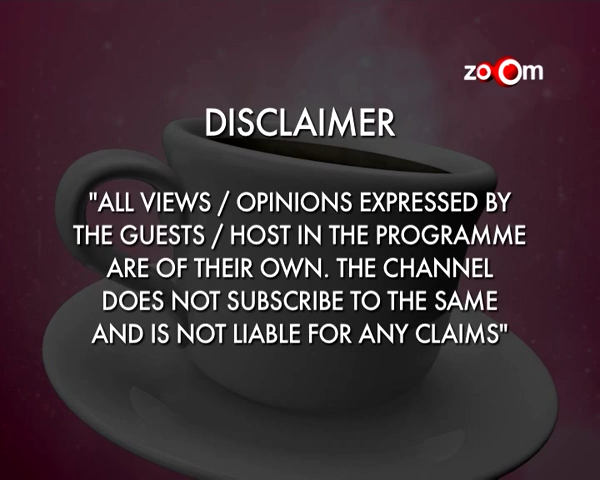 zoom
DISCLAIMER
"ALL VIEWS / OPINIONS EXPRESSED BY
THE GUESTS / HOST IN THE PROGRAMME
ARE OF THEIR OWN. THE CHANNEL
DOES NOT SUBSCRIBE TO THE SAME
AND IS NOT LIABLE FOR ANY CLAIMS"